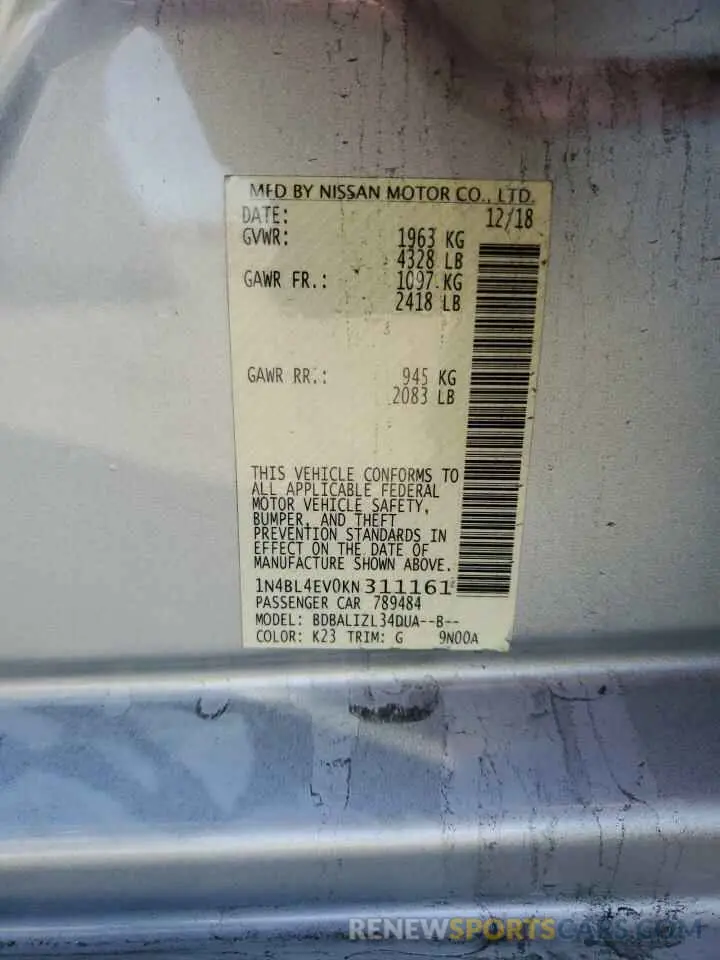 MFD BY NISSAN MOTOR CO., LTD.
DATE: 12/18
GVWR: 1963 KG
4328 LB
GAWR FR.: 1097 KG
2418 LB
GAWR RR.: 945 KG
2083 LB
THIS VEHICLE CONFORMS TO
ALL APPLICABLE FEDERAL
MOTOR VEHICLE SAFETY,
BUMPER, AND THEFT
PREVENTION STANDARDS IN
EFFECT ON THE DATE OF
MANUFACTURE SHOWN ABOVE.
1N4BL4EV0KN311161
PASSENGER CAR 789484
MODEL: BDBALIZL34DUA--B--
COLOR: K23 TRIM: G 9N00A
RENEWSPORTSCARS.COM